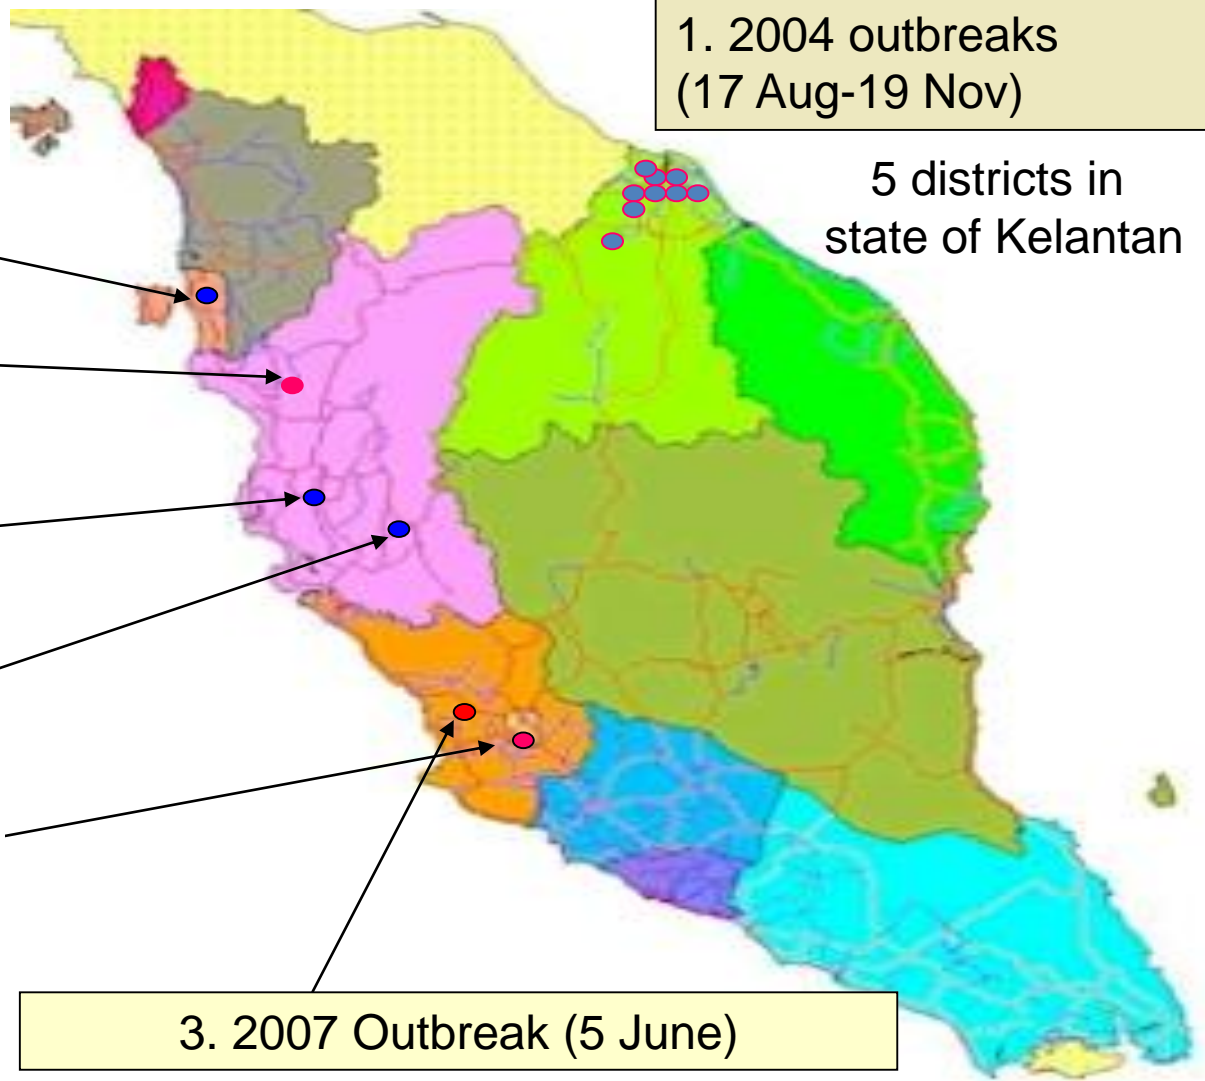 1. 2004 outbreaks
(17 Aug-19 Nov)
5 districts in
state of Kelantan
3. 2007 Outbreak (5 June)